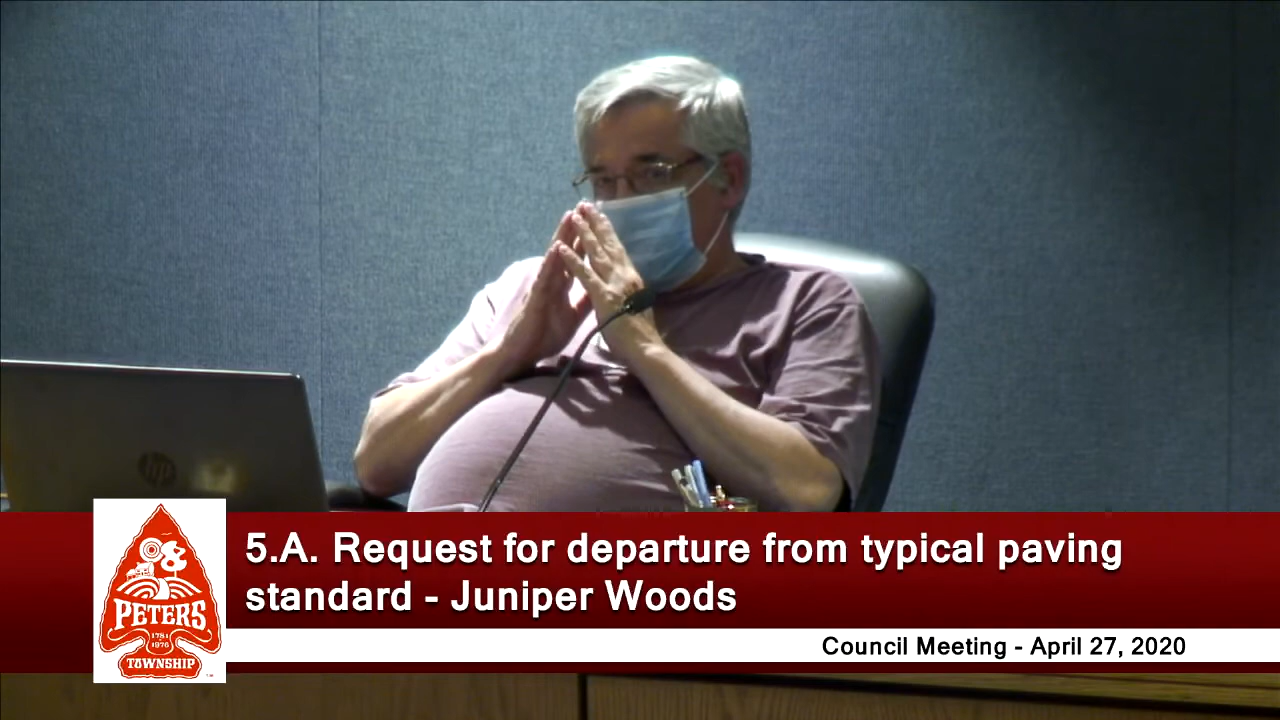 hp
5.A. Request for departure from typical paving
standard - Juniper Woods
Council Meeting - April 27, 2020
PETERS
1781
1976
TOWNSHIP